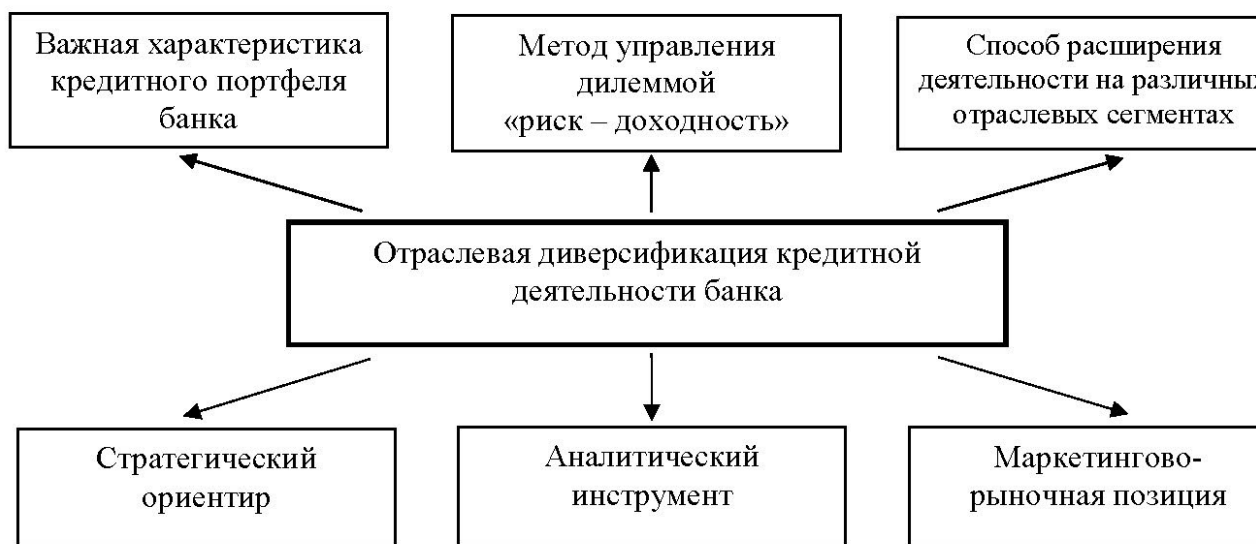 Важная характеристика
кредитного портфеля
банка
Метод управления
дилеммой
«риск – доходность»
Способ расширения
деятельности на различных
отраслевых сегментах
Отраслевая диверсификация кредитной
деятельности банка
Стратегический
ориентир
Аналитический
инструмент
Маркетингово-
рыночная позиция